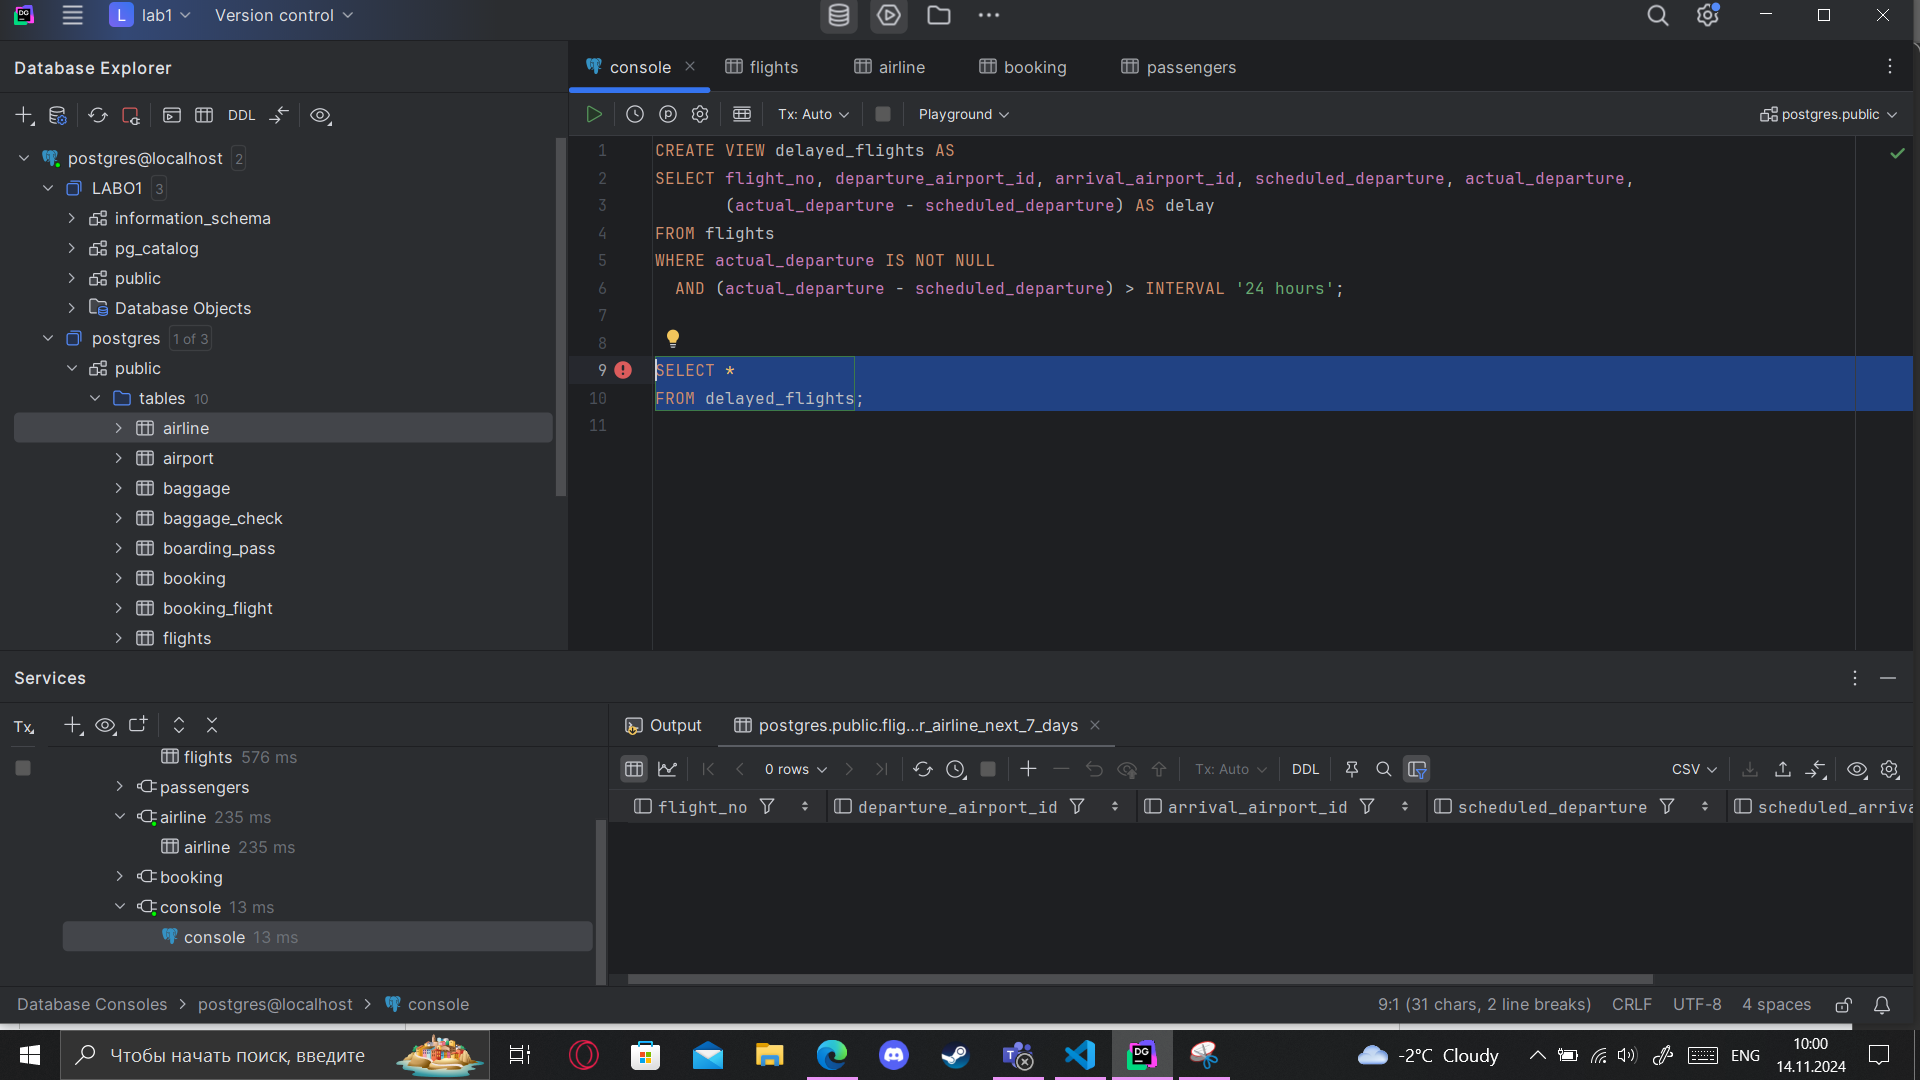 L lab1 Version control
Database Explorer
console flights airline booking passengers
DDL
Tx: Auto Playground postgres.public
postgres@localhost 2
LABO1 3
information_schema
pg_catalog
public
Database Objects
postgres 1 of 3
public
tables 10
airline
airport
baggage
baggage_check
boarding_pass
booking
booking_flight
flights
1 CREATE VIEW delayed_flights AS
2 SELECT flight_no, departure_airport_id, arrival_airport_id, scheduled_departure, actual_departure,
3 (actual_departure - scheduled_departure) AS delay
4 FROM flights
5 WHERE actual_departure IS NOT NULL
6 AND (actual_departure - scheduled_departure) > INTERVAL '24 hours';
7
8
9 SELECT *
10 FROM delayed_flights;
11
Services
Tx
flights 576 ms
passengers
airline 235 ms
airline 235 ms
booking
console 13 ms
console 13 ms
Output postgres.public.flig...r_airline_next_7_days
0 rows Tx: Auto DDL CSV
flight_no departure_airport_id arrival_airport_id scheduled_departure scheduled_arriva
Database Consoles > postgres@localhost > console
9:1 (31 chars, 2 line breaks) CRLF UTF-8 4 spaces
Чтобы начать поиск, введите
-2°C Cloudy
ENG
10:00
14.11.2024